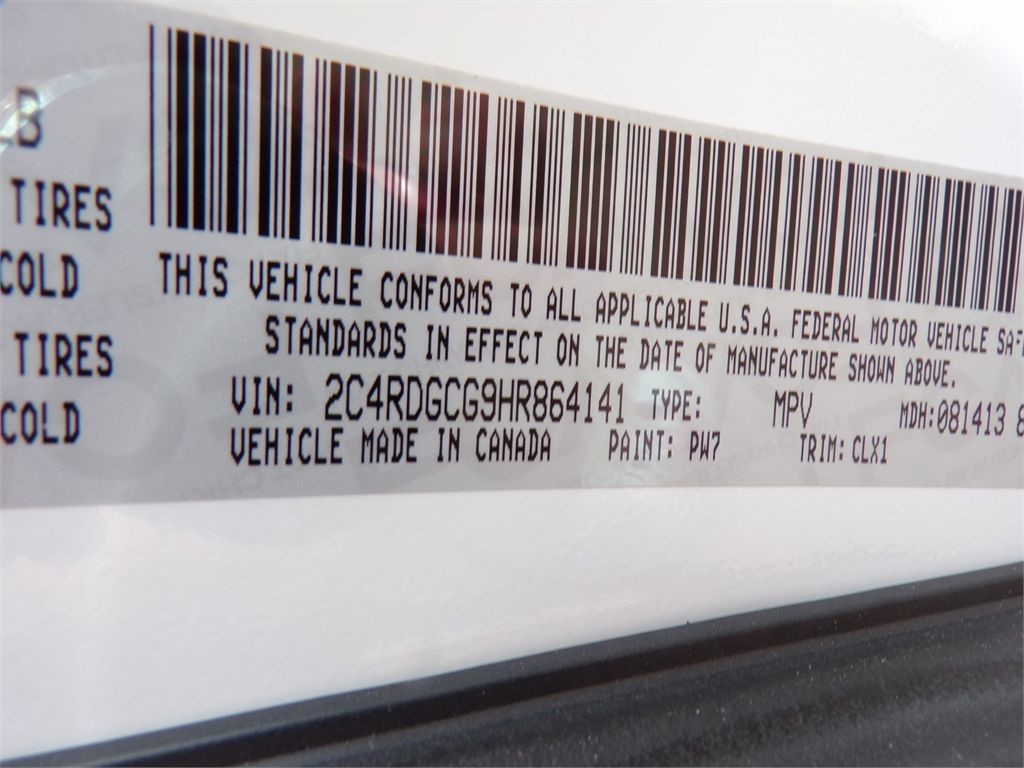 LB
TIRES
COLD
TIRES
COLD
THIS VEHICLE CONFORMS TO ALL APPLICABLE U.S.A. FEDERAL MOTOR VEHICLE SAF
STANDARDS IN EFFECT ON THE DATE OF MANUFACTURE SHOWN ABOVE.
VIN: 2C4RDGCG9HR864141 TYPE: MPV MDH:081413 8
VEHICLE MADE IN CANADA PAINT: PW7 TRIM: CLX1